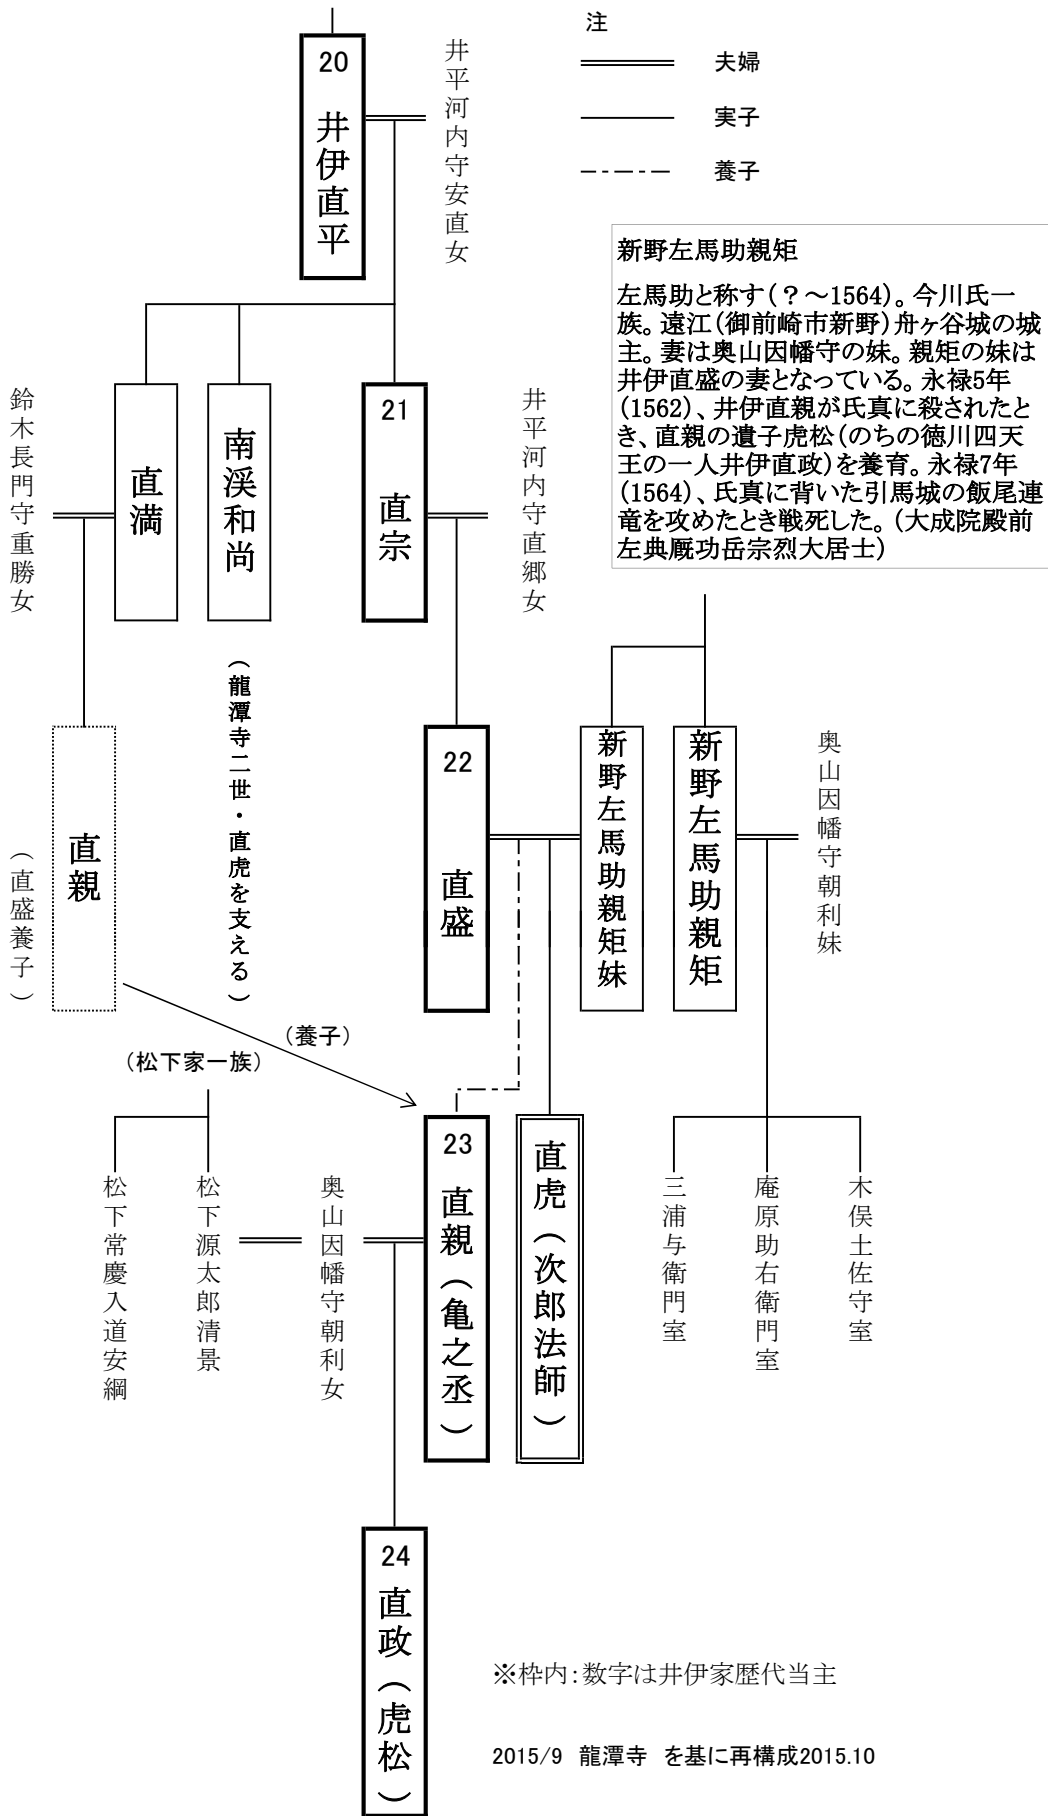 注
夫婦
実子
養子
20 井伊直平
井平河内守安直女
新野左馬助親矩
左馬助と称す(？～1564)。今川氏一
族。遠江(御前崎市新野)舟ヶ谷城の城
主。妻は奥山因幡守の妹。親矩の妹は
井伊直盛の妻となっている。永禄5年
(1562)、井伊直親が氏真に殺されたと
き、直親の遺子虎松(のちの徳川四天
王の一人井伊直政)を養育。永禄7年
(1564)、氏真に背いた引馬城の飯尾連
竜を攻めたとき戦死した。(大成院殿前
左典厩功岳宗烈大居士)
鈴木長門守重勝女
直満
南渓和尚
(龍潭寺二世・直虎を支える)
21 直宗
井平河内守直郷女
直親
(直盛養子)
22 直盛
新野左馬助親矩妹
新野左馬助親矩
奥山因幡守朝利妹
(養子)
(松下家一族)
松下常慶入道安綱
松下源太郎清景
奥山因幡守朝利女
23 直親(亀之丞)
直虎(次郎法師)
三浦与衛門室
庵原助右衛門室
木俣土佐守室
24 直政(虎松)
※枠内:数字は井伊家歴代当主
2015/9 龍潭寺 を基に再構成2015.10